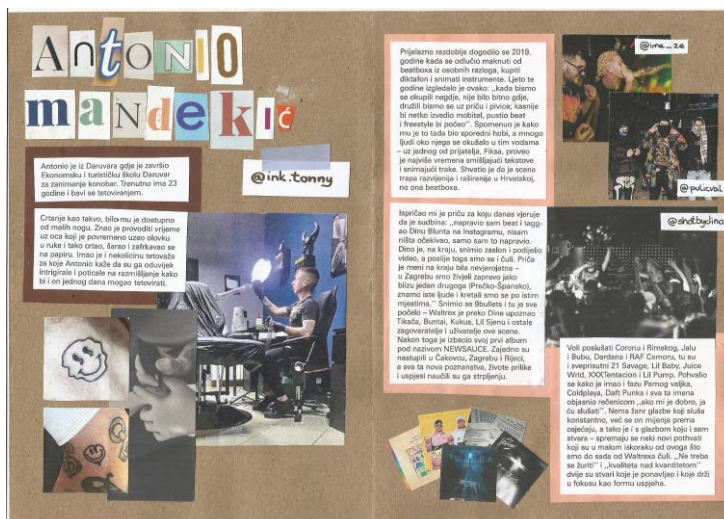 Antonio
mandekić
Antonio je iz Daruvara gdje je završio
Ekonomsku i turističku školu Daruvar
za zanimanje konobar. Trenutno ima 23
godine i bavi se tetoviranjem.
@ink.tonny
Crtanje kao takvo, bilo mu je dostupno
od malih nogu. Znao je provoditi vrijeme
uz oca koji je povremeno uzeo olovku
u ruke i tako crtao, šarao i zafrkavao se
na papiru. Imao je i nekolicinu tetovaža
za koje Antonio kaže da su ga oduvijek
intrigirale i poticale na razmišljanje kako
bi i on jednog dana mogao tetovirati.
Prijelazno razdoblje dogodilo se 2019.
godine kada se odlučio maknuti od
beatboxa iz osobnih razloga, kupiti
diktafon i snimati instrumente. Ljeto te
godine izgledalo je ovako: „kada bismo
se okupili negdje, nije bilo bitno gdje,
družili bismo se uz priču i pivice; kasnije
bi netko izvadio mobitel, pustio beat
i freestyle bi počeo". Spomenuo je kako
mu je to tada bio sporedni hobi, a mnogo
ljudi oko njega se okušalo u tim vodama
– uz jednog od prijatelja, Fiksa, proveo
je najviše vremena smišljajući tekstove
i snimajući trake. Shvatio je da je scena
trapa razvijenija i raširenija u Hrvatskoj,
no ona beatboxa.
@ime_ze
@pulicval
@shotbydino
Ispričao mi je priču za koju danas vjeruje
da je sudbina: „napravio sam beat i tagg-
ao Dinu Blunta na Instagramu, nisam
ništa očekivao, samo sam to napravio.
Dino je, na kraju, snimio zaslon i podijelio
video, a poslije toga smo se i čuli. Priča
je meni na kraju bila nevjerojatna –
u Zagrebu smo živjeli zapravo jako
blizu jedan drugoga (Prečko-Špansko),
znamo iste ljude i kretali smo se po istim
mjestima." Snimio se 9bullets i tu je sve
počelo – Waltrex je preko Dine upoznao
Tikača, Buntai, Kukus, Lil Sjenu i ostale
zagovaratelje i uživatelje ove scene.
Nakon toga je izbacio svoj prvi album
pod nazivom NEWSAUCE. Zajedno su
nastupili u Čakovcu, Zagrebu i Rijeci,
a sva ta nova poznanstva, životne prilike
i uspjesi naučili su ga strpljenju.
Voli poslušati Coronu i Rimskog, Jalu
i Bubu, Dardana i RAF Camoru, tu su
i sveprisutni 21 Savage, Lil Baby, Juice
Wrld, XXXTentacion i Lil Pump. Pohvalio
se kako je imao i fazu Parnog valjka,
Coldplaya, Daft Punka i sva ta imena
objasnio rečenicom „ako mi je dobro, ja
ću slušati". Nema žanr glazbe koji sluša
konstantno, već se on mijenja prema
osjećaju, a tako je i s glazbom koju i sam
stvara – spremaju se neki novi pothvati
koji su u malom iskoraku od ovoga što
smo do sada od Waltrexa čuli. „Ne treba
se žuriti" i „kvaliteta nad kvantitetom"
dvije su stvari koje je ponavljao i koje drži
u fokusu kao formu uspjeha.